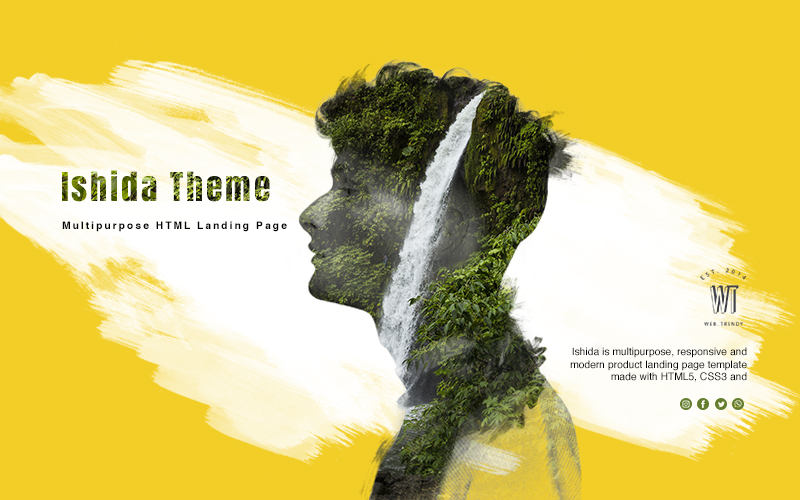 Ishida Theme
Multipurpose HTML Landing Page
EST. 2014
WT
WEB TRENDY
Ishida is multipurpose, responsive and
modern product landing page template
made with HTML5, CSS3 and